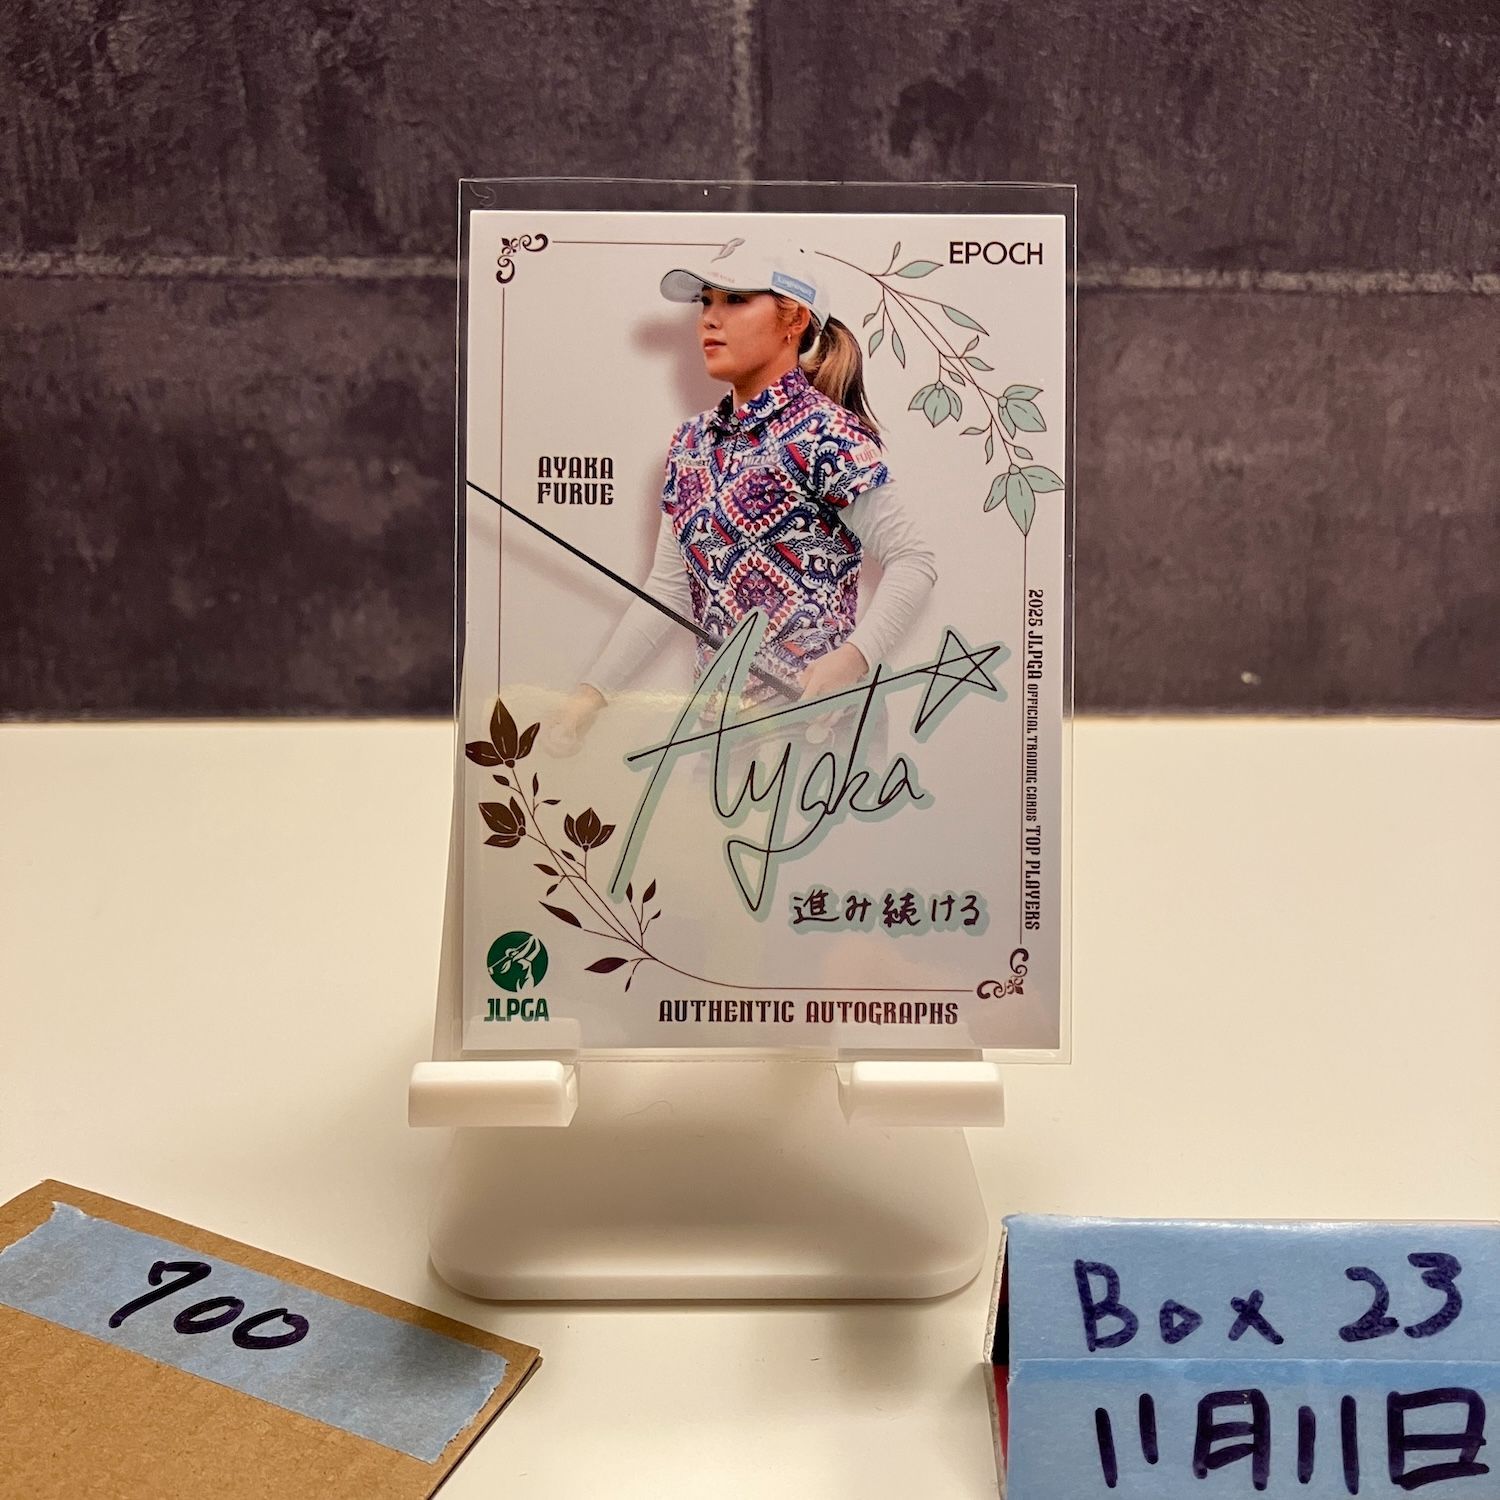 EPOCH
AYAKA
FURUE
2025 JLPGA OFFICIAL TRADING CARDS TOP PLAYERS
Ayaka
進み続ける
JLPGA
AUTHENTIC AUTOGRAPHS
700
Box 23
11月11日